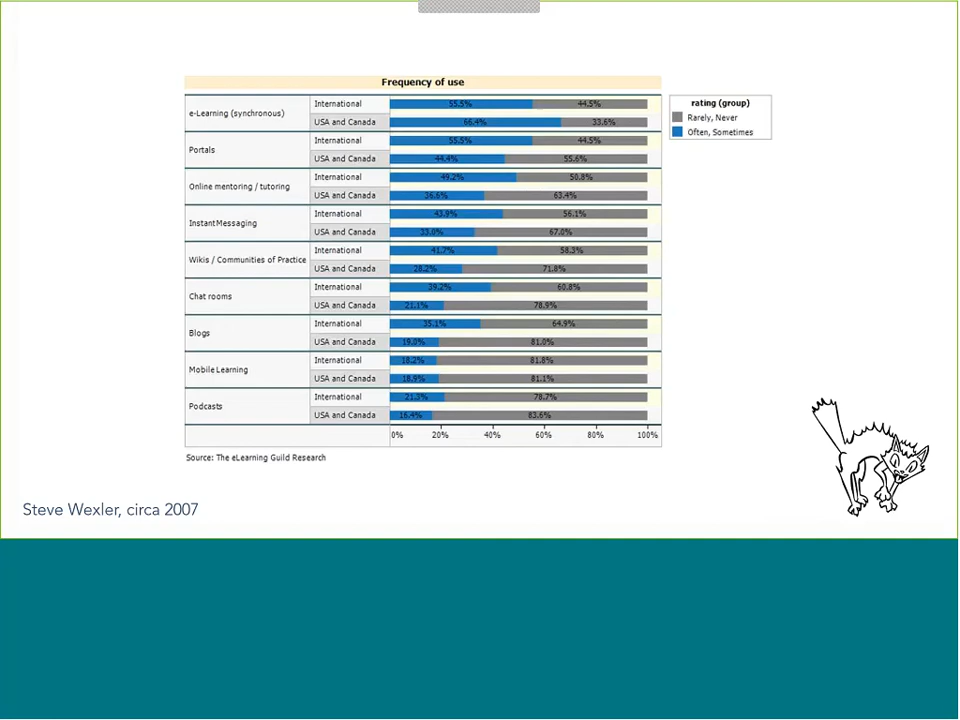 Frequency of use
rating (group)
Rarely, Never
Often, Sometimes
e-Learning (synchronous)
International 55.5% 44.5%
USA and Canada 66.4% 33.6%
Portals
International 55.5% 44.5%
USA and Canada 44.4% 55.6%
Online mentoring / tutoring
International 49.2% 50.8%
USA and Canada 36.6% 63.4%
Instant Messaging
International 43.9% 56.1%
USA and Canada 33.0% 67.0%
Wikis / Communities of Practice
International 41.7% 58.3%
USA and Canada 28.2% 71.8%
Chat rooms
International 39.2% 60.8%
USA and Canada 21.1% 78.9%
Blogs
International 35.1% 64.9%
USA and Canada 19.0% 81.0%
Mobile Learning
International 18.2% 81.8%
USA and Canada 18.9% 81.1%
Podcasts
International 21.3% 78.7%
USA and Canada 16.4% 83.6%
0% 20% 40% 60% 80% 100%
Source: The eLearning Guild Research
Steve Wexler, circa 2007